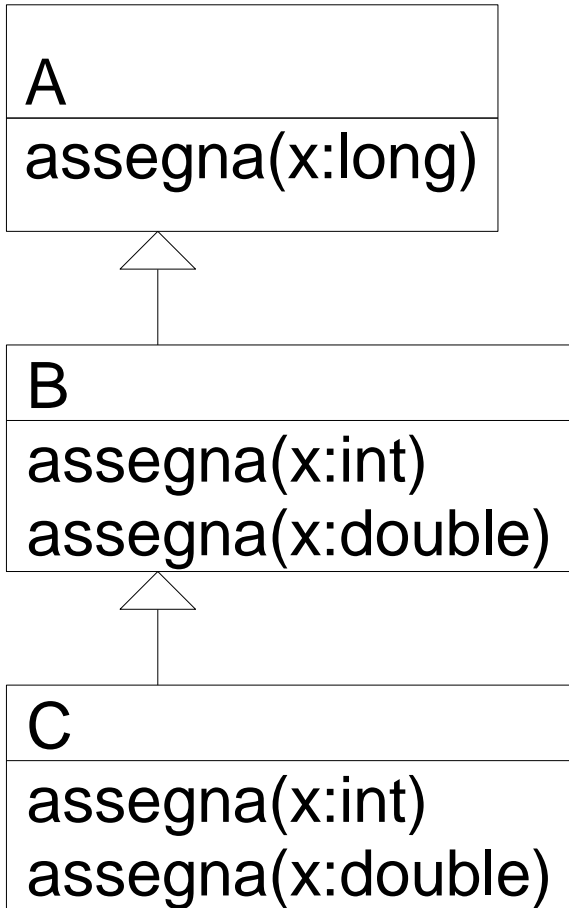 A
assegna(x:long)
B
assegna(x:int)
assegna(x:double)
C
assegna(x:int)
assegna(x:double)